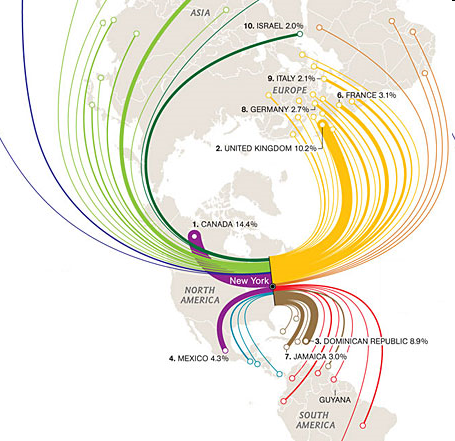 ASIA
10. ISRAEL 2.0%
9. ITALY 2.1%
EUROPE
6. FRANCE 3.1%
8. GERMANY 2.7%
2. UNITED KINGDOM 10.2%
1. CANADA 14.4%
New York
NORTH
AMERICA
3. DOMINICAN REPUBLIC 8.9%
4. MEXICO 4.3%
7. JAMAICA 3.0%
GUYANA
SOUTH
AMERICA